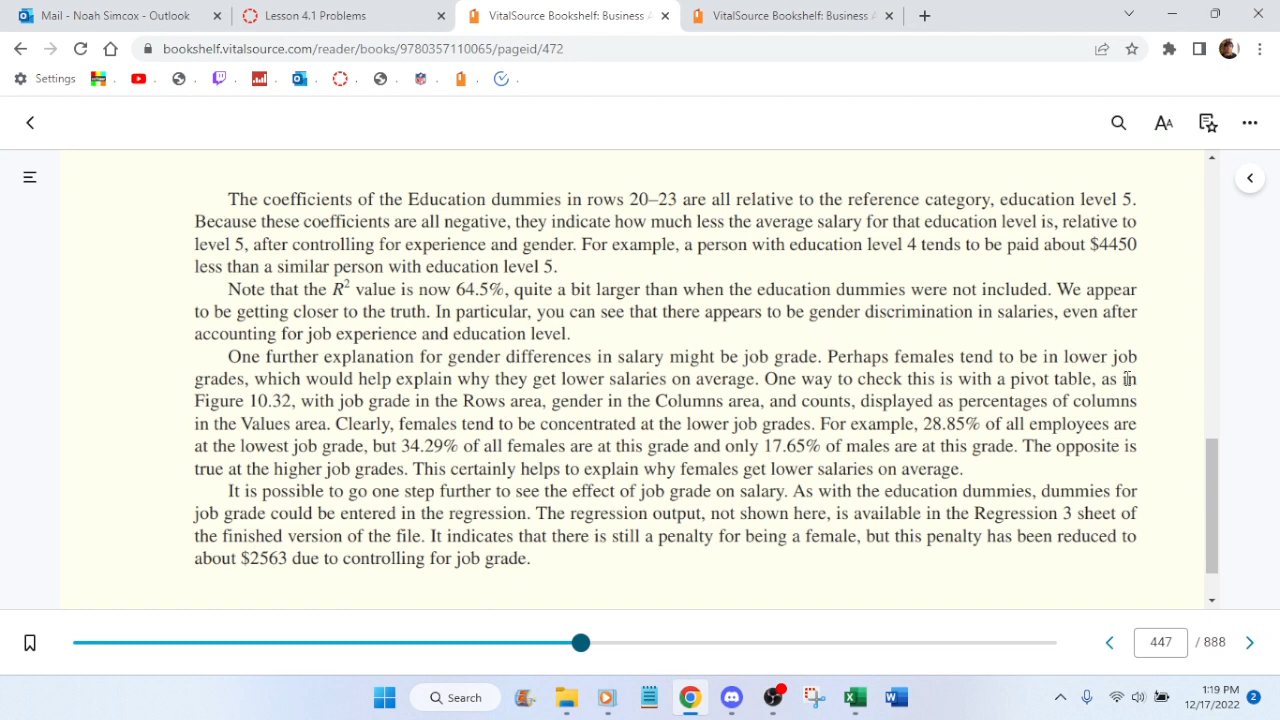 Mail - Noah Simcox - Outlook
Lesson 4.1 Problems
VitalSource Bookshelf: Business
VitalSource Bookshelf: Business
bookshelf.vitalsource.com/reader/books/9780357110065/pageid/472
Settings
The coefficients of the Education dummies in rows 20–23 are all relative to the reference category, education level 5.
Because these coefficients are all negative, they indicate how much less the average salary for that education level is, relative to
level 5, after controlling for experience and gender. For example, a person with education level 4 tends to be paid about $4450
less than a similar person with education level 5.
Note that the R² value is now 64.5%, quite a bit larger than when the education dummies were not included. We appear
to be getting closer to the truth. In particular, you can see that there appears to be gender discrimination in salaries, even after
accounting for job experience and education level.
One further explanation for gender differences in salary might be job grade. Perhaps females tend to be in lower job
grades, which would help explain why they get lower salaries on average. One way to check this is with a pivot table, as in
Figure 10.32, with job grade in the Rows area, gender in the Columns area, and counts, displayed as percentages of columns
in the Values area. Clearly, females tend to be concentrated at the lower job grades. For example, 28.85% of all employees are
at the lowest job grade, but 34.29% of all females are at this grade and only 17.65% of males are at this grade. The opposite is
true at the higher job grades. This certainly helps to explain why females get lower salaries on average.
It is possible to go one step further to see the effect of job grade on salary. As with the education dummies, dummies for
job grade could be entered in the regression. The regression output, not shown here, is available in the Regression 3 sheet of
the finished version of the file. It indicates that there is still a penalty for being a female, but this penalty has been reduced to
about $2563 due to controlling for job grade.
447 / 888
Search
1:19 PM
12/17/2022
2